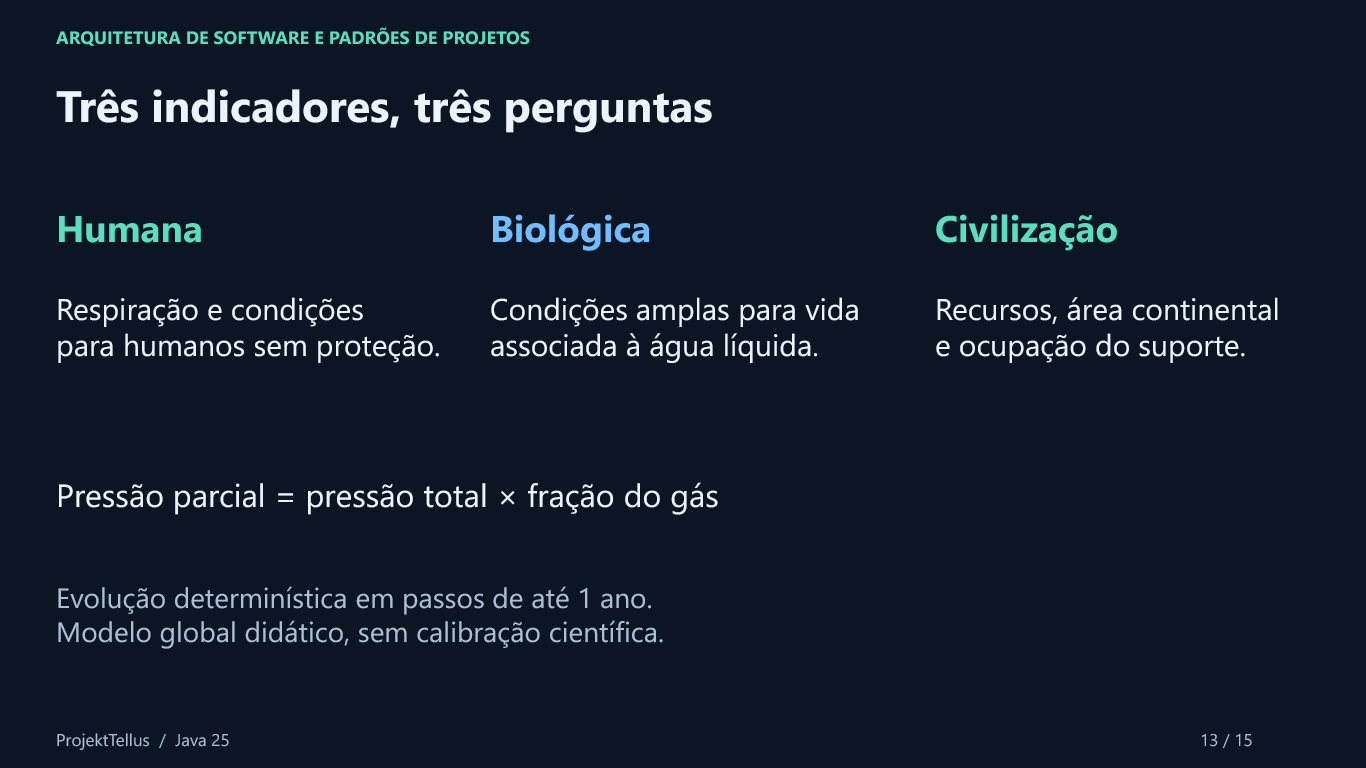 ARQUITETURA DE SOFTWARE E PADRÕES DE PROJETOS
Três indicadores, três perguntas
Humana
Respiração e condições
para humanos sem proteção.
Biológica
Condições amplas para vida
associada à água líquida.
Civilização
Recursos, área continental
e ocupação do suporte.
Pressão parcial = pressão total × fração do gás
Evolução determinística em passos de até 1 ano.
Modelo global didático, sem calibração científica.
ProjektTellus / Java 25
13 / 15